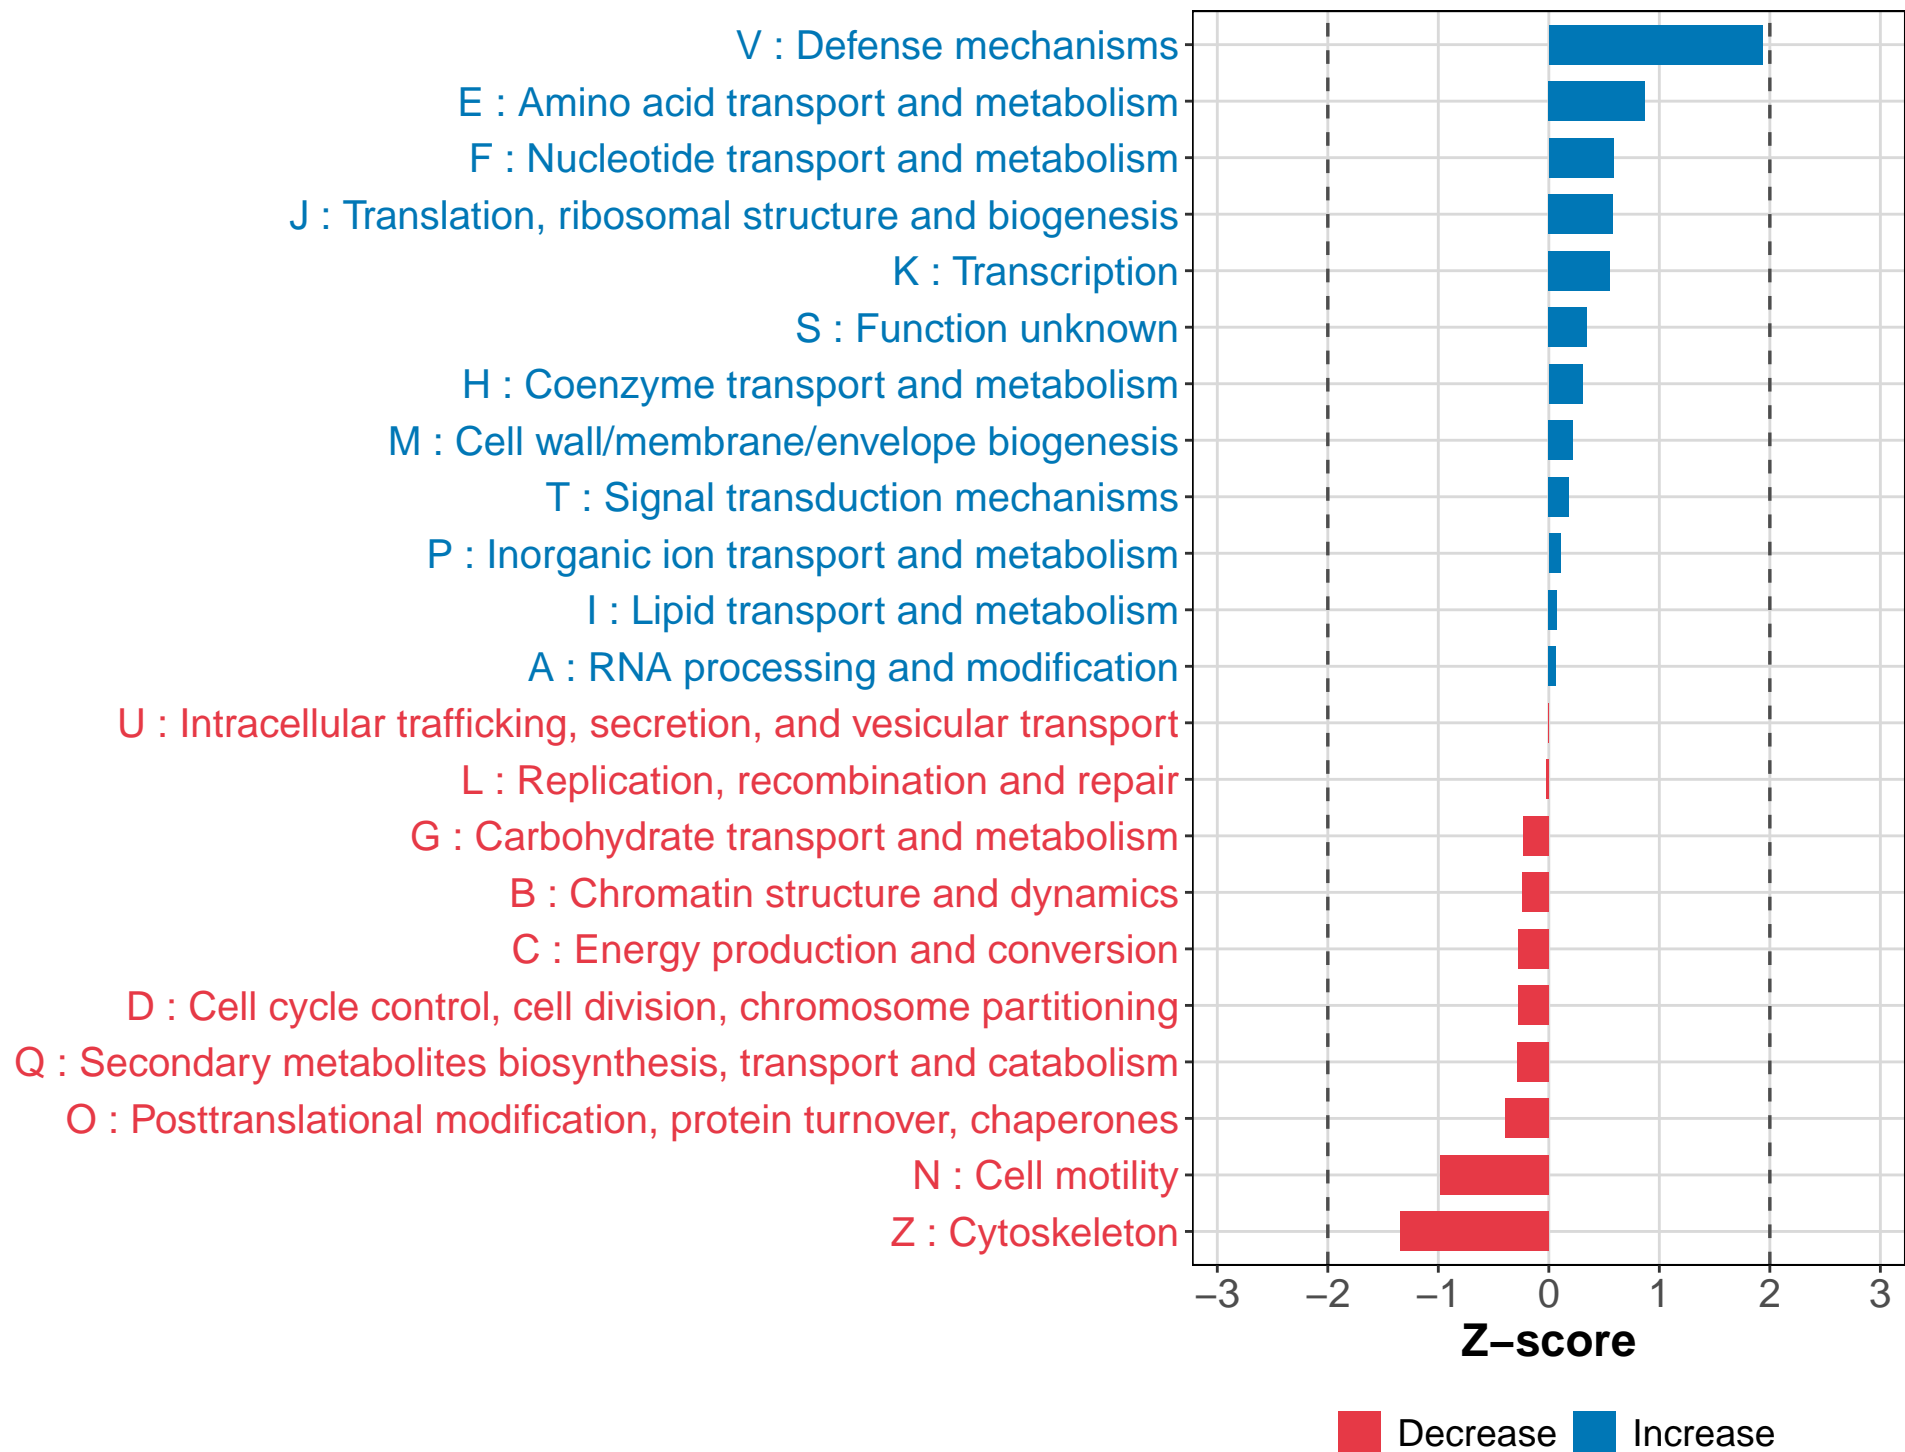 V : Defense mechanisms
E : Amino acid transport and metabolism
F : Nucleotide transport and metabolism
J : Translation, ribosomal structure and biogenesis
K : Transcription
S : Function unknown
H : Coenzyme transport and metabolism
M : Cell wall/membrane/envelope biogenesis
T : Signal transduction mechanisms
P : Inorganic ion transport and metabolism
I : Lipid transport and metabolism
A : RNA processing and modification
U : Intracellular trafficking, secretion, and vesicular transport
L : Replication, recombination and repair
G : Carbohydrate transport and metabolism
B : Chromatin structure and dynamics
C : Energy production and conversion
D : Cell cycle control, cell division, chromosome partitioning
Q : Secondary metabolites biosynthesis, transport and catabolism
O : Posttranslational modification, protein turnover, chaperones
N : Cell motility
Z : Cytoskeleton
−3 −2 −1 0 1 2 3
Z−score
Decrease Increase